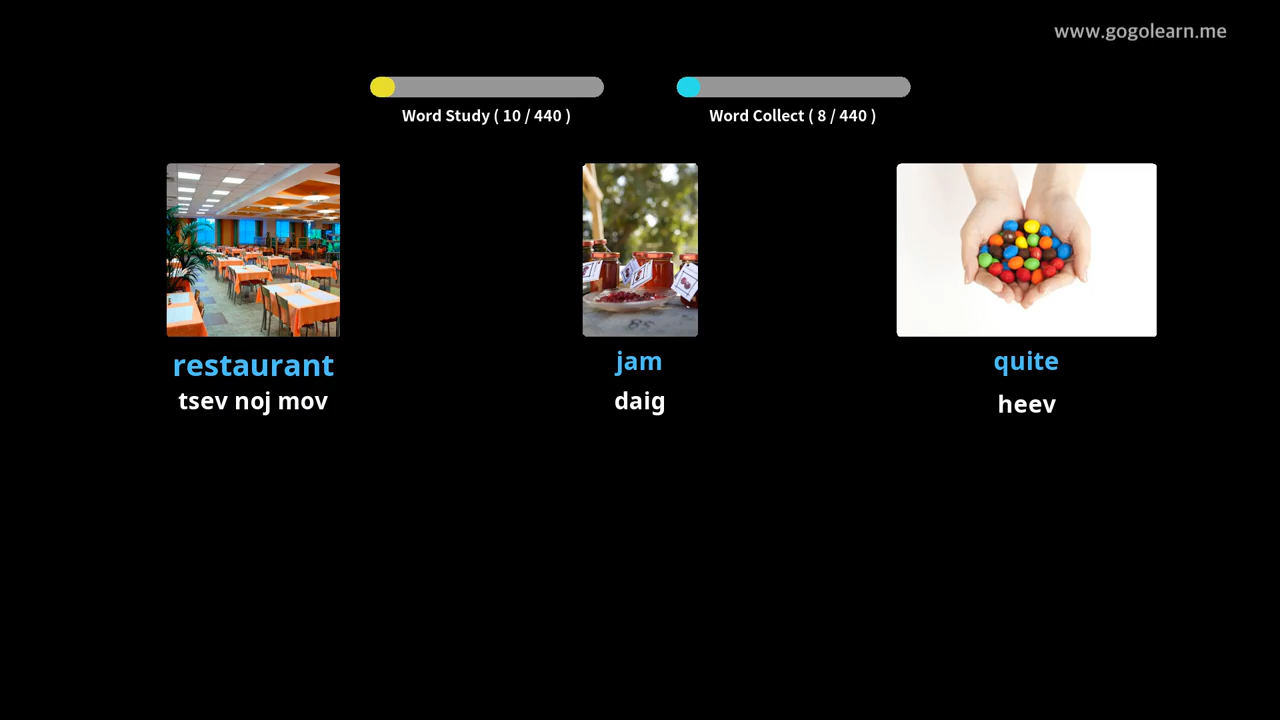 www.gogolearn.me
Word Study ( 10 / 440 )
Word Collect ( 8 / 440 )
restaurant
tsev noj mov
jam
daig
quite
heev